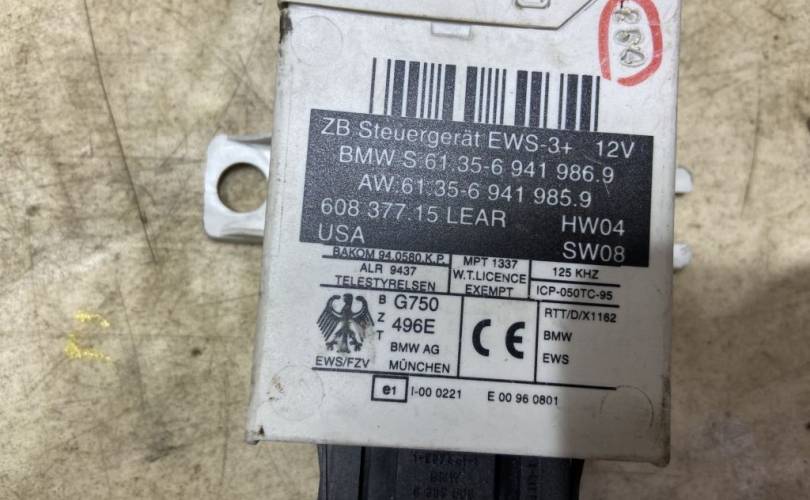 ZB Steuergerät EWS-3+ 12V
BMW S:61.35-6 941 986.9
AW:61.35-6 941 985.9
608 377.15 LEAR HW04
USA SW08
BAKOM 94.0580.K.P.
ALR 9437
TELESTYRELSEN
MPT 1337
W.T.LICENCE
EXEMPT
125 KHZ
ICP-050TC-95
BZT
G750
496E
BMW AG
MÜNCHEN
EWS/FZV
CE
RTT/D/X1162
BMW
EWS
e1 I-00 0221 E 00 96 0801
BMW